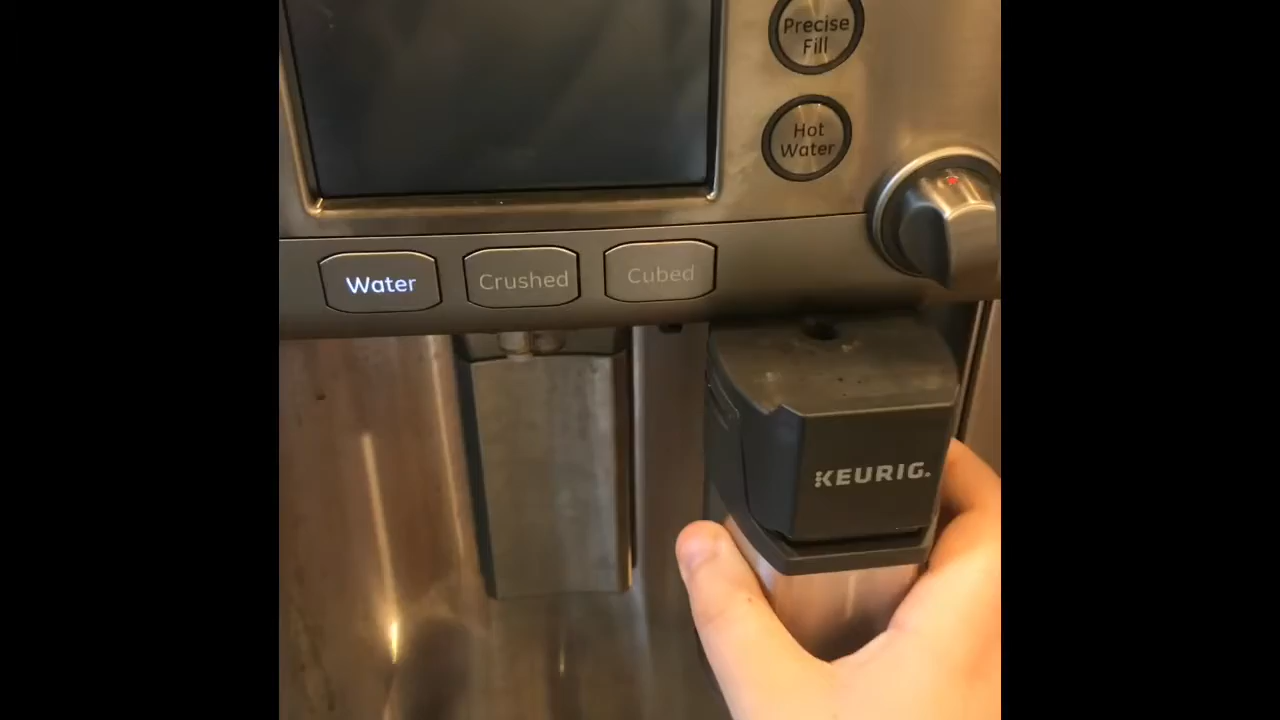 Precise
Fill
Hot
Water
Water
Crushed
Cubed
KEURIG.